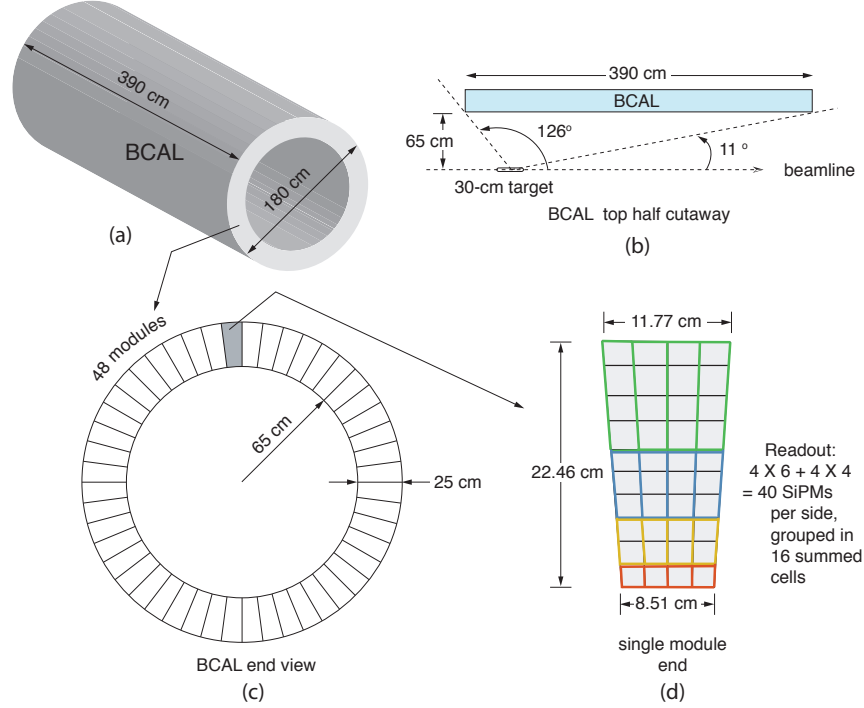 390 cm
BCAL
180 cm
(a)
390 cm
BCAL
65 cm
126º
11 º
beamline
30-cm target
BCAL top half cutaway
(b)
48 modules
65 cm
25 cm
BCAL end view
(c)
11.77 cm
22.46 cm
8.51 cm
Readout:
4 X 6 + 4 X 4
= 40 SiPMs
per side,
grouped in
16 summed
cells
single module
end
(d)